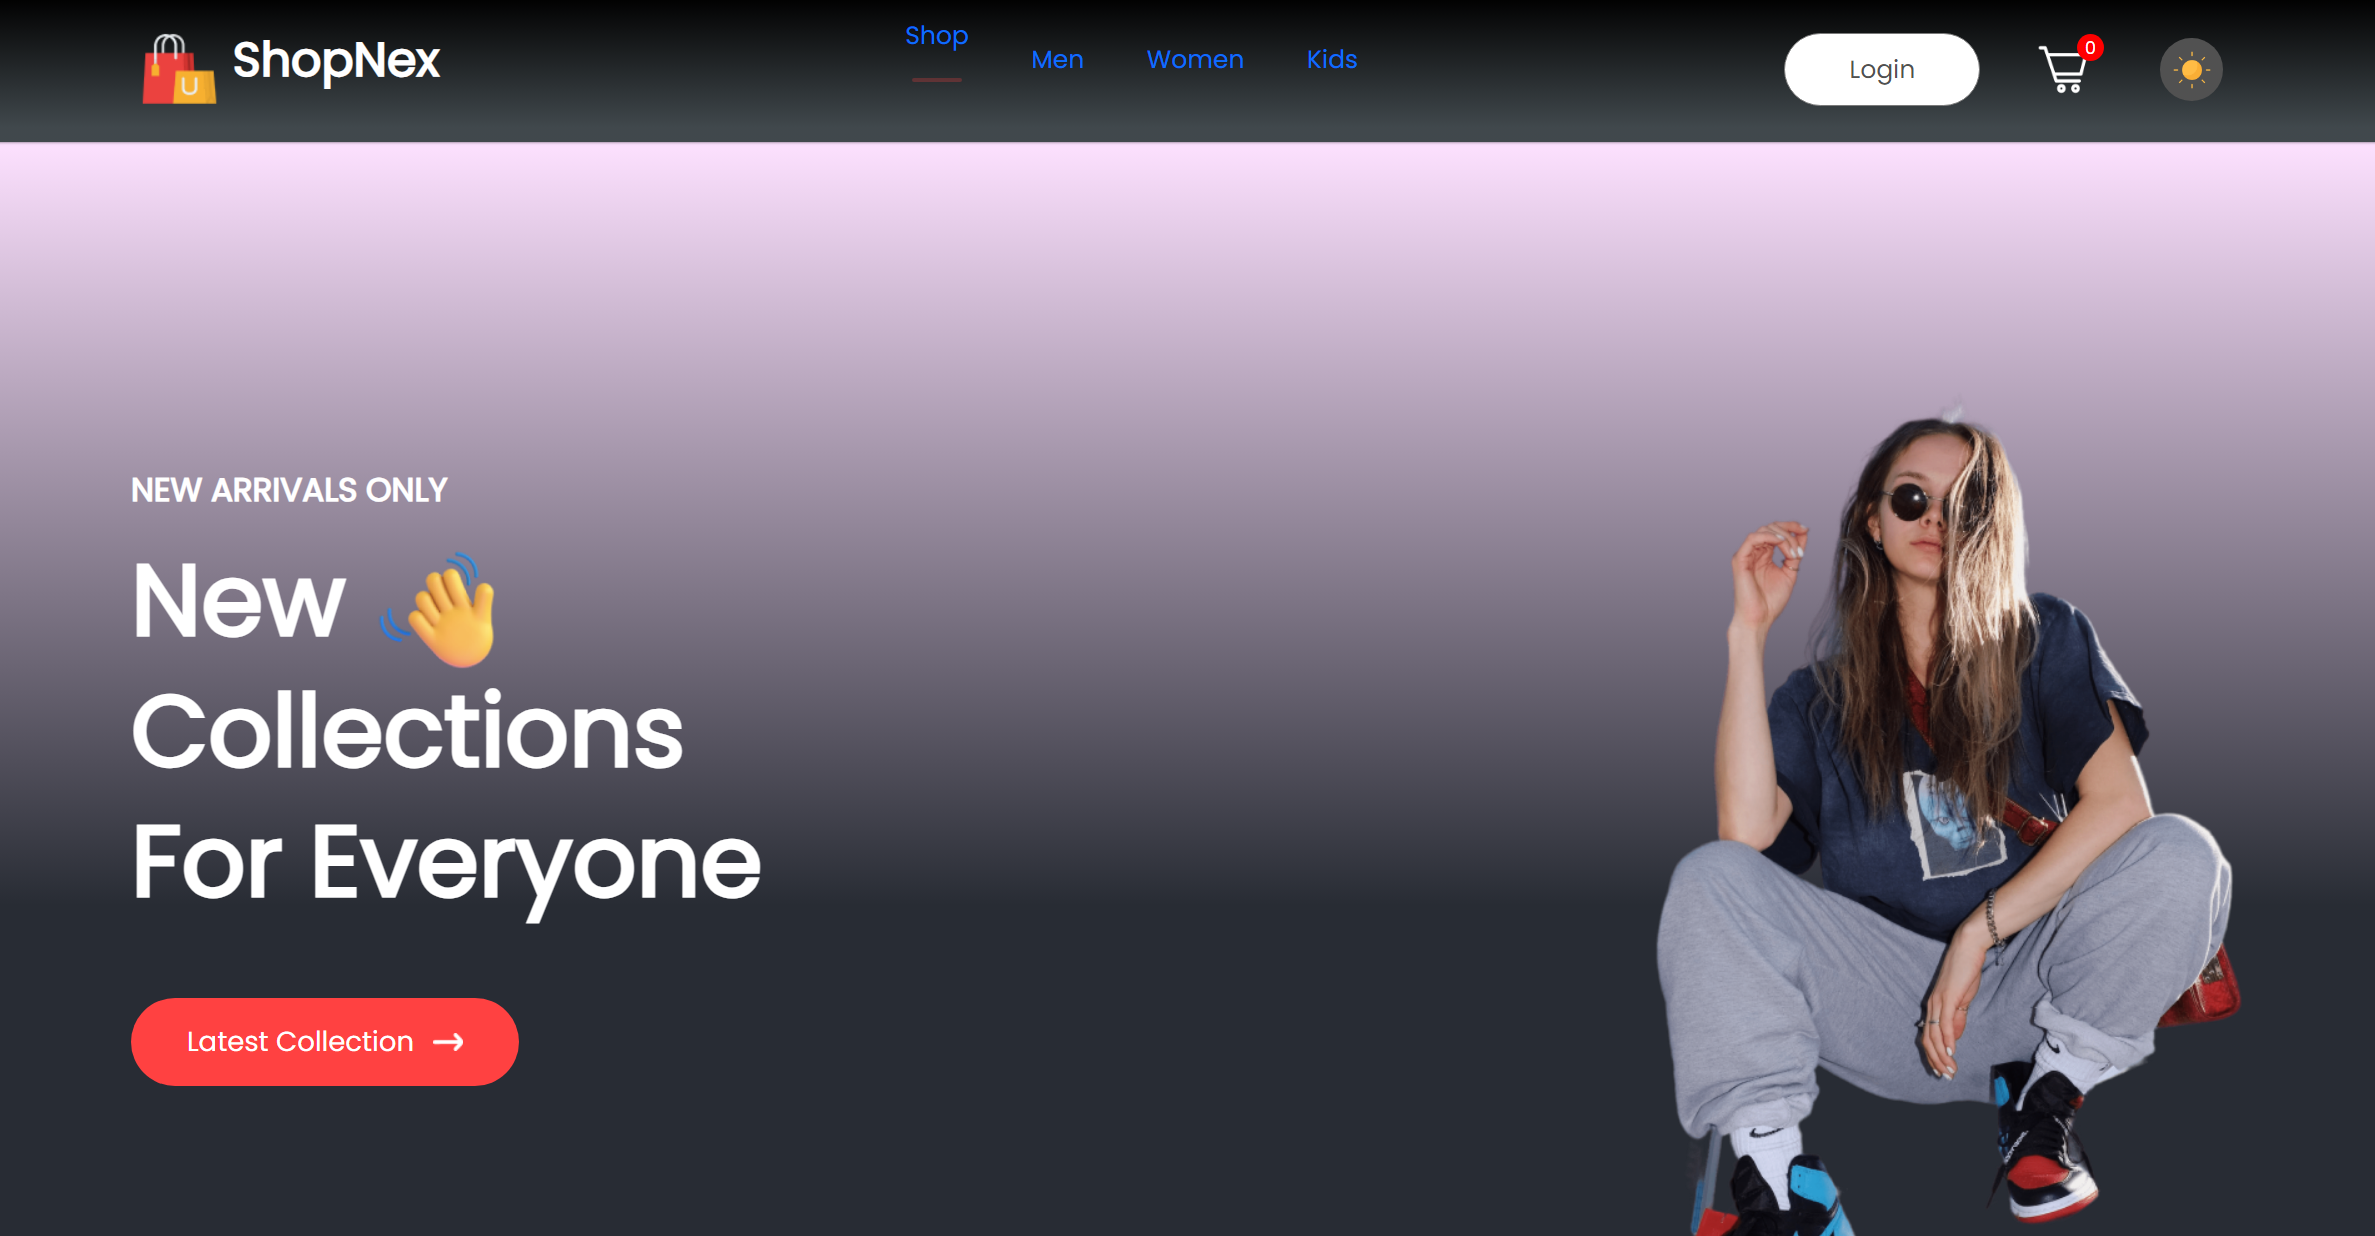 ShopNex
Shop
Men
Women
Kids
Login
0
U
NEW ARRIVALS ONLY
New
Collections
For Everyone
Latest Collection